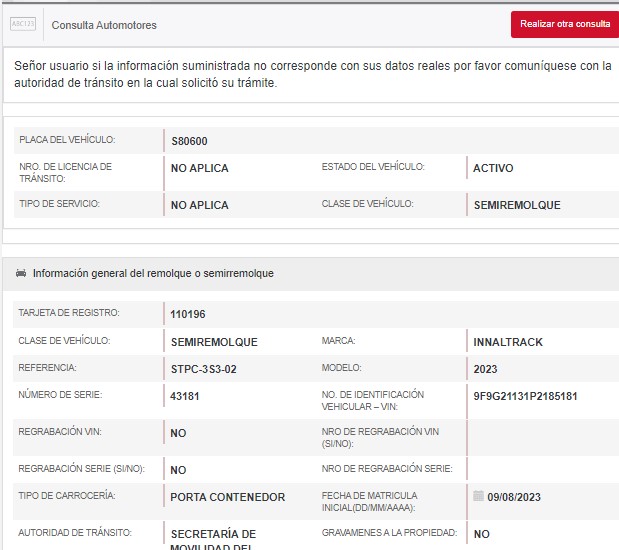 ABC123 Consulta Automotores Realizar otra consulta
Señor usuario si la información suministrada no corresponde con sus datos reales por favor comuníquese con la
autoridad de tránsito en la cual solicitó su trámite.
PLACA DEL VEHÍCULO: S80600
NRO. DE LICENCIA DE
TRÁNSITO: NO APLICA ESTADO DEL VEHÍCULO: ACTIVO
TIPO DE SERVICIO: NO APLICA CLASE DE VEHÍCULO: SEMIREMOLQUE
Información general del remolque o semirremolque
TARJETA DE REGISTRO: 110196
CLASE DE VEHÍCULO: SEMIREMOLQUE MARCA: INNALTRACK
REFERENCIA: STPC-3S3-02 MODELO: 2023
NÚMERO DE SERIE: 43181 NO. DE IDENTIFICACIÓN
VEHICULAR – VIN: 9F9G21131P2185181
REGRABACIÓN VIN: NO NRO DE REGRABACIÓN VIN
(SI/NO):
REGRABACIÓN SERIE (SI/NO): NO NRO DE REGRABACIÓN SERIE:
TIPO DE CARROCERÍA: PORTA CONTENEDOR FECHA DE MATRICULA
INICIAL(DD/MM/AAAA): 09/08/2023
AUTORIDAD DE TRÁNSITO: SECRETARÍA DE GRAVAMENES A LA PROPIEDAD: NO
MOVILIDAD DEL